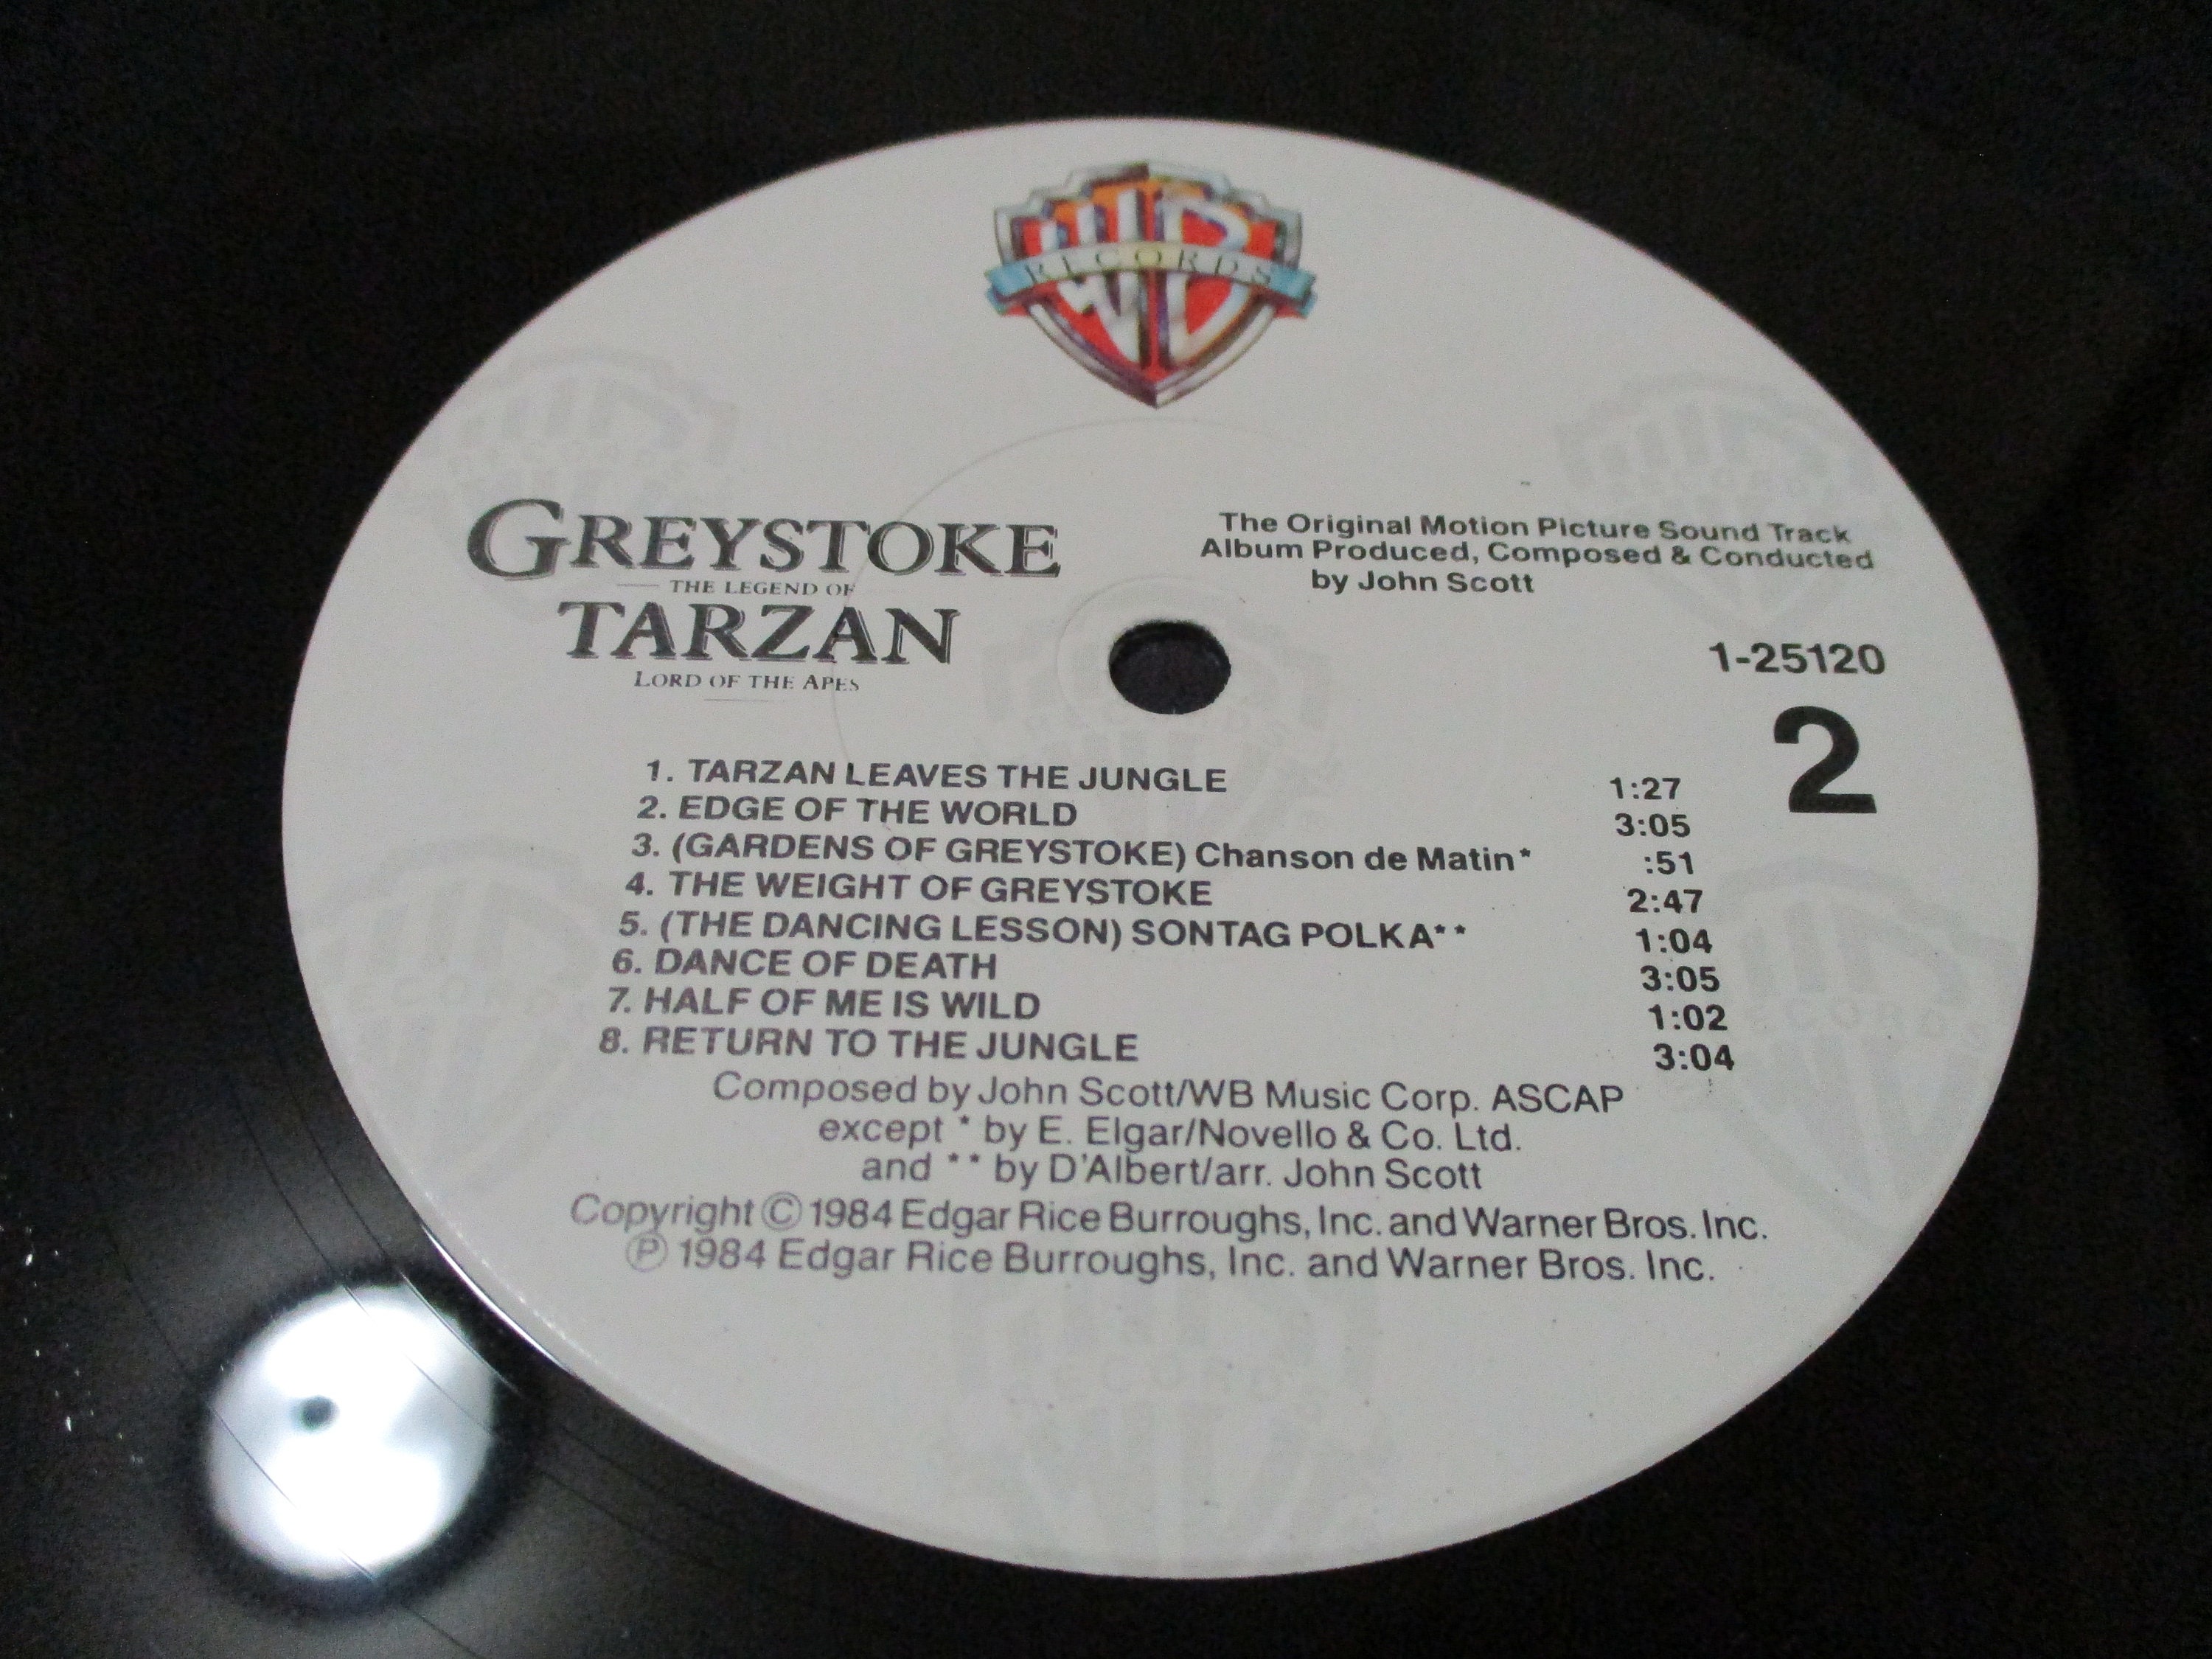 WB
RECORDS
GREYSTOKE
THE LEGEND OF
TARZAN
LORD OF THE APES
The Original Motion Picture Sound Track
Album Produced, Composed & Conducted
by John Scott
1-25120
2
1. TARZAN LEAVES THE JUNGLE 1:27
2. EDGE OF THE WORLD 3:05
3. (GARDENS OF GREYSTOKE) Chanson de Matin* :51
4. THE WEIGHT OF GREYSTOKE 2:47
5. (THE DANCING LESSON) SONTAG POLKA** 1:04
6. DANCE OF DEATH 3:05
7. HALF OF ME IS WILD 1:02
8. RETURN TO THE JUNGLE 3:04
Composed by John Scott/WB Music Corp. ASCAP
except * by E. Elgar/Novello & Co. Ltd.
and ** by D'Albert/arr. John Scott
Copyright © 1984 Edgar Rice Burroughs, Inc. and Warner Bros. Inc.
℗ 1984 Edgar Rice Burroughs, Inc. and Warner Bros. Inc.